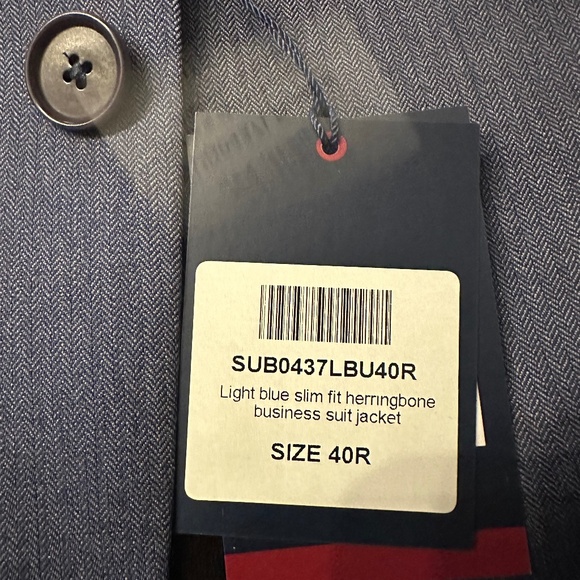 SUB0437LBU40R
Light blue slim fit herringbone
business suit jacket
SIZE 40R